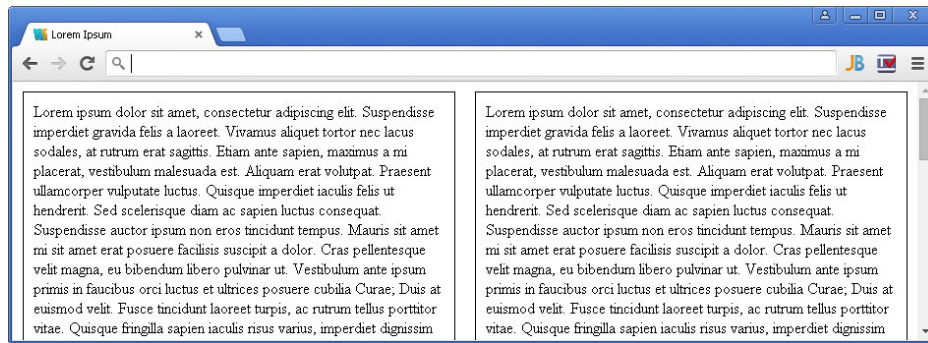 Lorem Ipsum
JB
Lorem ipsum dolor sit amet, consectetur adipiscing elit. Suspendisse
imperdiet gravida felis a laoreet. Vivamus aliquet tortor nec lacus
sodales, at rutrum erat sagittis. Etiam ante sapien, maximus a mi
placerat, vestibulum malesuada est. Aliquam erat volutpat. Praesent
ullamcorper vulputate luctus. Quisque imperdiet iaculis felis ut
hendrerit. Sed scelerisque diam ac sapien luctus consequat.
Suspendisse auctor ipsum non eros tincidunt tempus. Mauris sit amet
mi sit amet erat posuere facilisis suscipit a dolor. Cras pellentesque
velit magna, eu bibendum libero pulvinar ut. Vestibulum ante ipsum
primis in faucibus orci luctus et ultrices posuere cubilia Curae; Duis at
euismod velit. Fusce tincidunt laoreet turpis, ac rutrum tellus porttitor
vitae. Quisque fringilla sapien iaculis risus varius, imperdiet dignissim
Lorem ipsum dolor sit amet, consectetur adipiscing elit. Suspendisse
imperdiet gravida felis a laoreet. Vivamus aliquet tortor nec lacus
sodales, at rutrum erat sagittis. Etiam ante sapien, maximus a mi
placerat, vestibulum malesuada est. Aliquam erat volutpat. Praesent
ullamcorper vulputate luctus. Quisque imperdiet iaculis felis ut
hendrerit. Sed scelerisque diam ac sapien luctus consequat.
Suspendisse auctor ipsum non eros tincidunt tempus. Mauris sit amet
mi sit amet erat posuere facilisis suscipit a dolor. Cras pellentesque
velit magna, eu bibendum libero pulvinar ut. Vestibulum ante ipsum
primis in faucibus orci luctus et ultrices posuere cubilia Curae; Duis at
euismod velit. Fusce tincidunt laoreet turpis, ac rutrum tellus porttitor
vitae. Quisque fringilla sapien iaculis risus varius, imperdiet dignissim